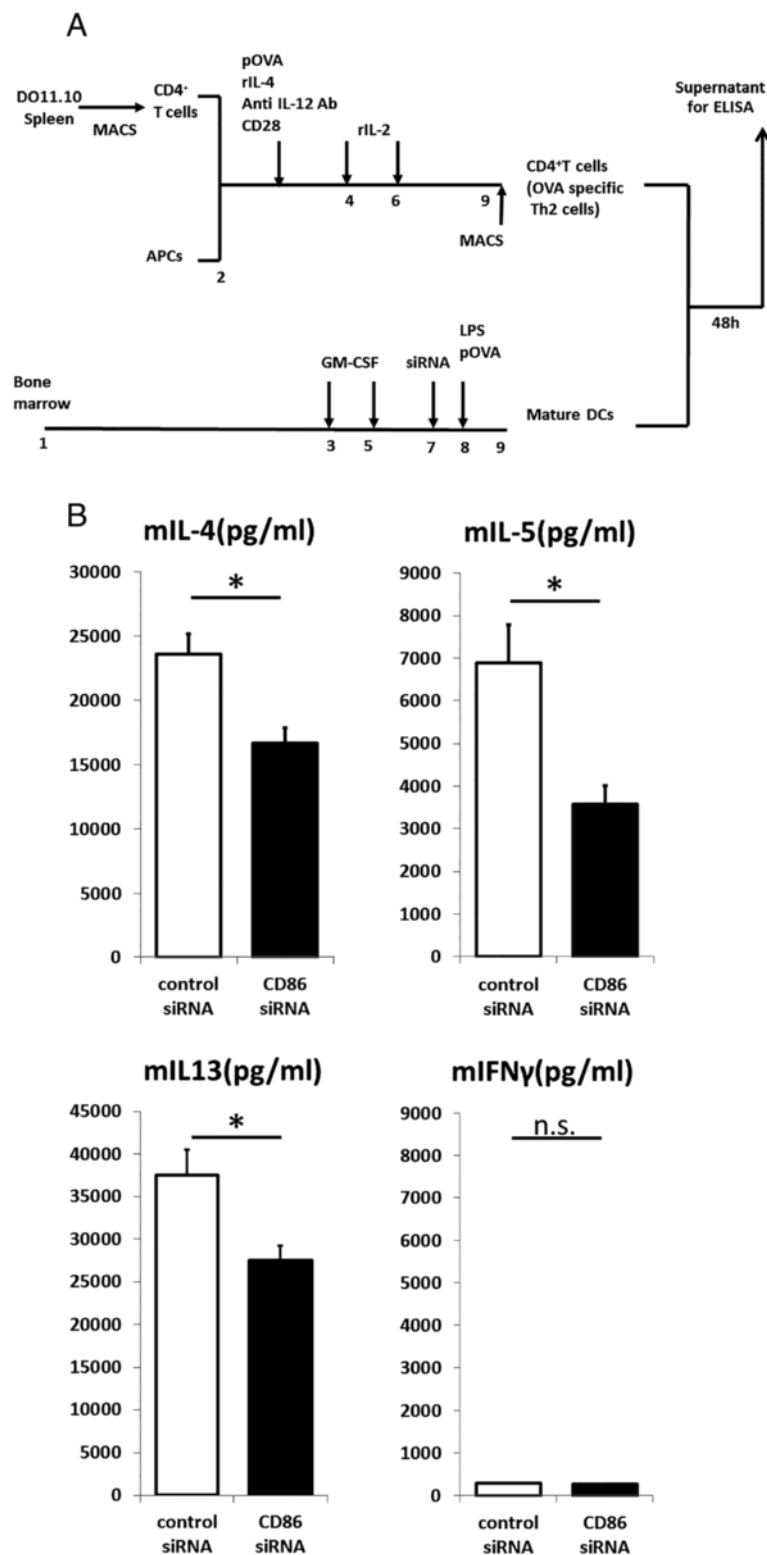 A
DO11.10
Spleen
MACS
CD4⁺
T cells
APCs
2
pOVA
rIL-4
Anti IL-12 Ab
CD28
rIL-2
4
6
9
MACS
CD4⁺T cells
(OVA specific
Th2 cells)
Supernatant
for ELISA
48h
Bone
marrow
1
GM-CSF
3
5
siRNA
7
LPS
pOVA
8
9
Mature DCs
B
mIL-4(pg/ml)
30000
25000
20000
15000
10000
5000
0
*
control
siRNA
CD86
siRNA
mIL-5(pg/ml)
9000
8000
7000
6000
5000
4000
3000
2000
1000
0
*
control
siRNA
CD86
siRNA
mIL13(pg/ml)
45000
40000
35000
30000
25000
20000
15000
10000
5000
0
*
control
siRNA
CD86
siRNA
mIFNγ(pg/ml)
9000
8000
7000
6000
5000
4000
3000
2000
1000
0
n.s.
control
siRNA
CD86
siRNA